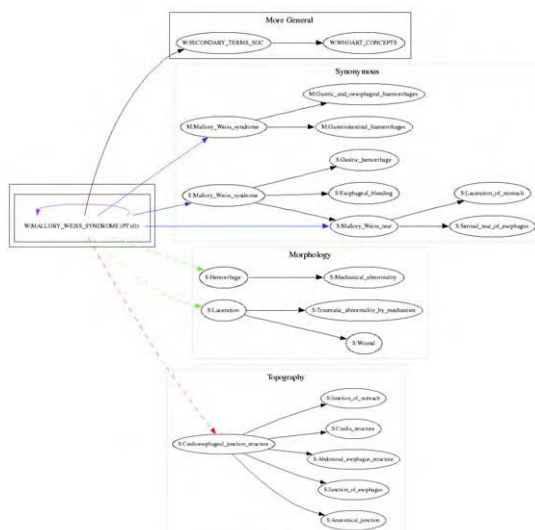 More General
W:SECONDARY_TERMS_SOC
W:WHOART_CONCEPTS
Synonymous
M:Gastric_and_oesophageal_haemorrhages
M:Mallory_Weiss_syndrome
M:Gastrointestinal_haemorrhages
S:Gastric_hemorrhage
S:Mallory_Weiss_syndrome
S:Esophageal_bleeding
S:Laceration_of_stomach
S:Mallory_Weiss_tear
W:MALLORY_WEISS_SYNDROME
Morphology
S:Hemorrhage
S:Mechanical_abnormality
S:Laceration
S:Traumatic_abnormality_by_mechanism
S:Wound
Topography
S:Junction_of_stomach
S:Cardia_structure
S:Cardioesophageal_junction_structure
S:Abdominal_esophagus_structure
S:Junction_of_esophagus
S:Anatomical_junction